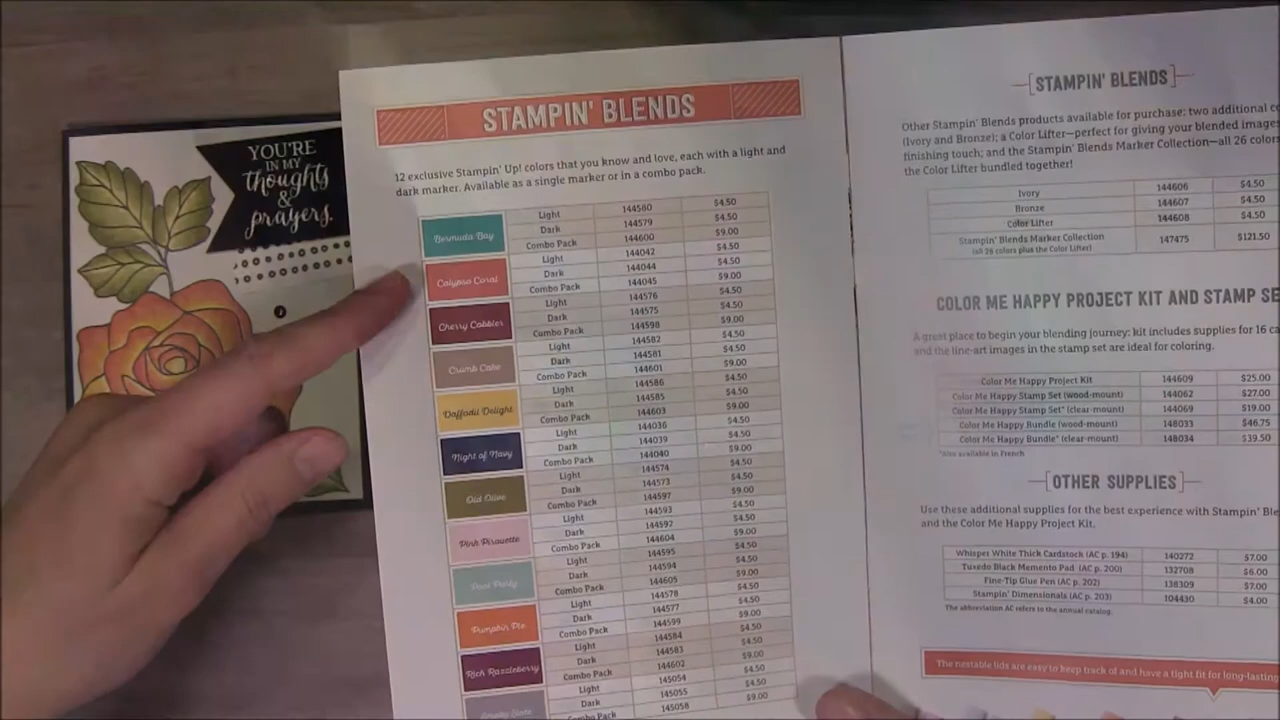 YOU'RE
IN MY
thoughts
&
prayers.
STAMPIN' BLENDS
12 exclusive Stampin' Up! colors that you know and love, each with a light and
dark marker. Available as a single marker or in a combo pack.
Bermuda Bay
Light 144580 $4.50
Dark 144579 $4.50
Combo Pack 144600 $9.00
Calypso Coral
Light 144042 $4.50
Dark 144044 $4.50
Combo Pack 144045 $9.00
Cherry Cobbler
Light 144576 $4.50
Dark 144575 $4.50
Combo Pack 144598 $9.00
Crumb Cake
Light 144582 $4.50
Dark 144581 $4.50
Combo Pack 144601 $9.00
Daffodil Delight
Light 144586 $4.50
Dark 144585 $4.50
Combo Pack 144603 $9.00
Night of Navy
Light 144036 $4.50
Dark 144039 $4.50
Combo Pack 144040 $9.00
Old Olive
Light 144574 $4.50
Dark 144573 $4.50
Combo Pack 144597 $9.00
Pink Pirouette
Light 144593 $4.50
Dark 144592 $4.50
Combo Pack 144604 $9.00
Pool Party
Light 144595 $4.50
Dark 144594 $4.50
Combo Pack 144605 $9.00
Pumpkin Pie
Light 144578 $4.50
Dark 144577 $4.50
Combo Pack 144599 $9.00
Rich Razzleberry
Light 144584 $4.50
Dark 144583 $4.50
Combo Pack 144602 $9.00
Smoky Slate
Light 145054 $4.50
Dark 145055 $4.50
Combo Pack 145058 $9.00
[STAMPIN' BLENDS]
Other Stampin' Blends products available for purchase: two additional
(Ivory and Bronze); a Color Lifter—perfect for giving your blended images
finishing touch; and the Stampin' Blends Marker Collection—all 26 colors
the Color Lifter bundled together!
Ivory 144606 $4.50
Bronze 144607 $4.50
Color Lifter 144608 $4.50
Stampin' Blends Marker Collection 147475 $121.50
(all 26 colors plus the Color Lifter)
COLOR ME HAPPY PROJECT KIT AND STAMP SE
A great place to begin your blending journey: kit includes supplies for 16
and the line-art images in the stamp set are ideal for coloring.
Color Me Happy Project Kit 144609 $25.00
Color Me Happy Stamp Set (wood-mount) 144062 $27.00
Color Me Happy Stamp Set* (clear-mount) 144069 $19.00
Color Me Happy Bundle (wood-mount) 148033 $46.75
Color Me Happy Bundle* (clear-mount) 148034 $39.50
*Also available in French
[OTHER SUPPLIES]
Use these additional supplies for the best experience with Stampin' Ble
and the Color Me Happy Project Kit.
Whisper White Thick Cardstock (AC p. 194) 140272 $7.00
Tuxedo Black Memento Pad (AC p. 200) 132708 $6.00
Fine-Tip Glue Pen (AC p. 202) 138309 $7.00
Stampin' Dimensionals (AC p. 203) 104430 $4.00
The abbreviation AC refers to the annual catalog.
The nestable lids are easy to keep track of and have a tight fit for long-lasting